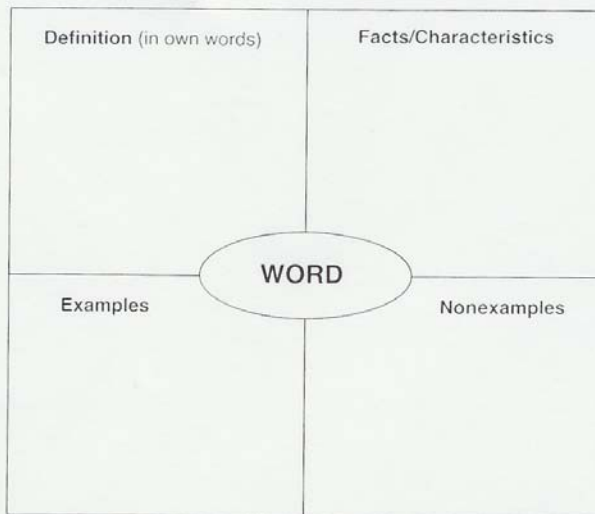 Definition (in own words)
Facts/Characteristics
WORD
Examples
Nonexamples